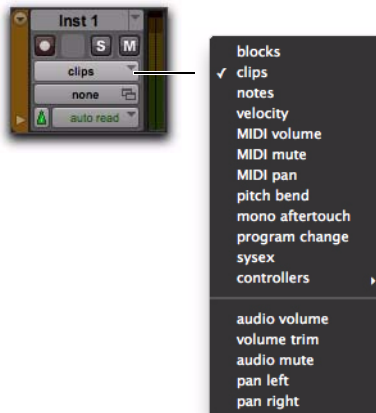 Inst 1
S M
clips
none
auto read
blocks
✓ clips
notes
velocity
MIDI volume
MIDI mute
MIDI pan
pitch bend
mono aftertouch
program change
sysex
controllers
audio volume
volume trim
audio mute
pan left
pan right